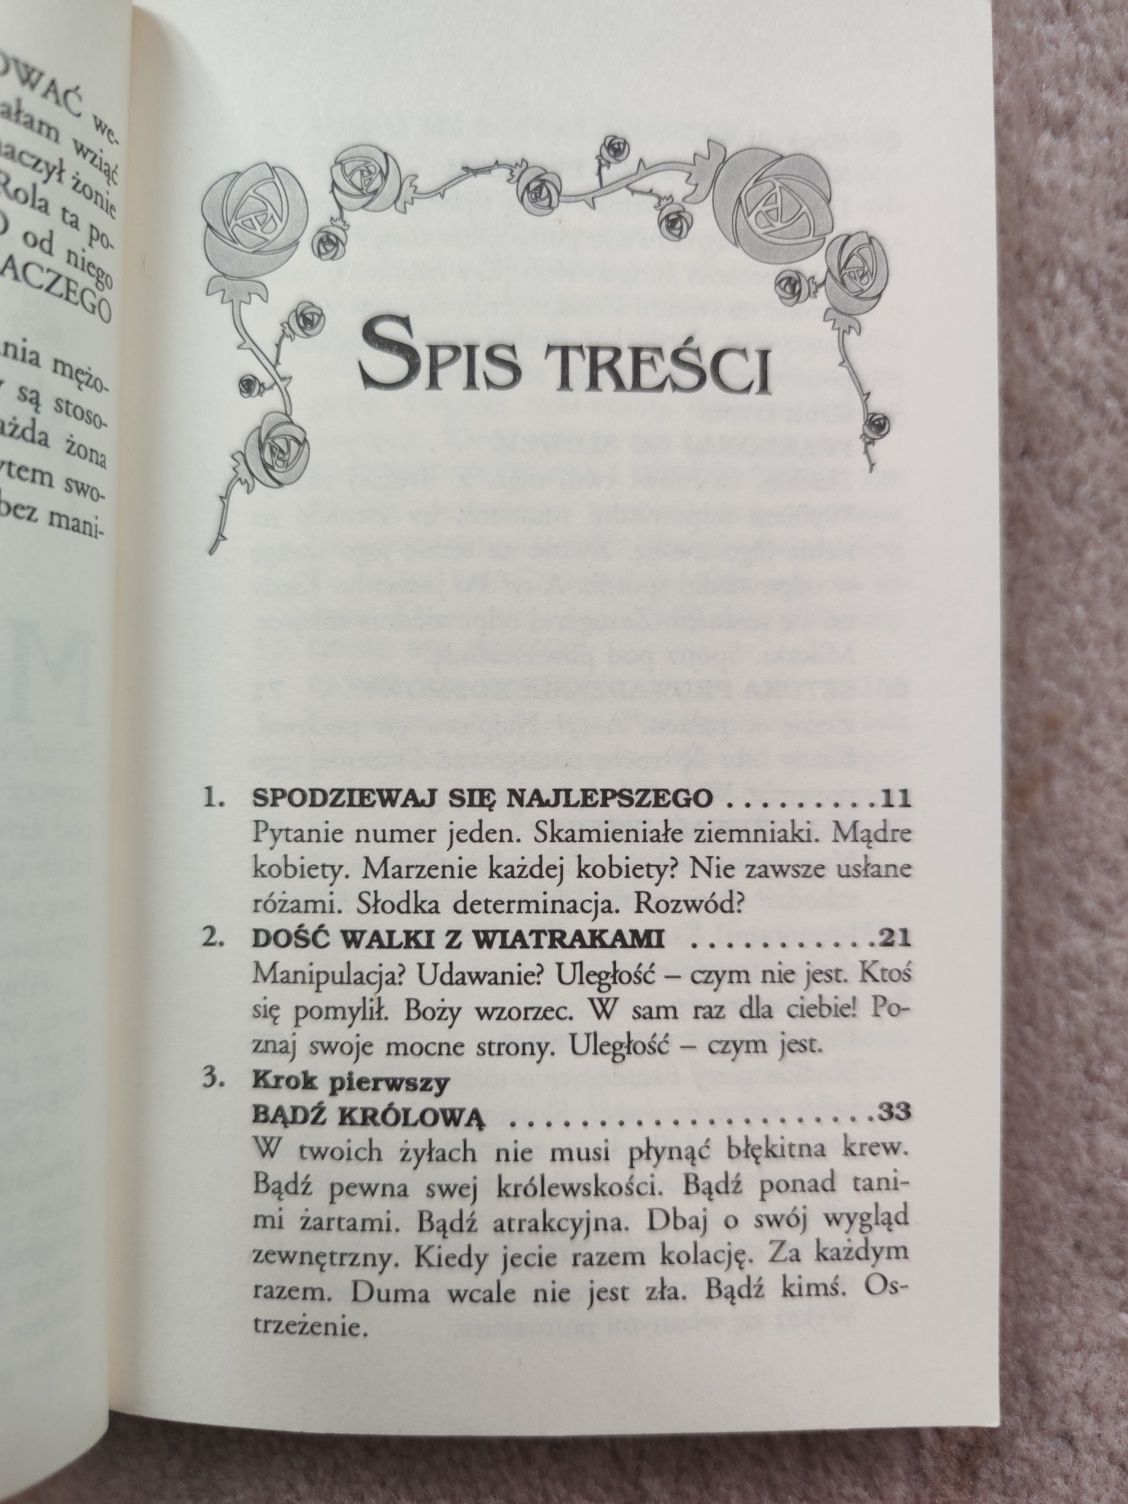 OWAĆ we-
ałam wziąć
aczył żonie
Rola ta po-
O od niego
ACZEGO
nia mężo-
są stoso-
ażda żona
ytem swo-
bez mani-
SPIS TREŚCI
1. SPODZIEWAJ SIĘ NAJLEPSZEGO . . . . . . . . . 11
Pytanie numer jeden. Skamieniałe ziemniaki. Mądre
kobiety. Marzenie każdej kobiety? Nie zawsze usłane
różami. Słodka determinacja. Rozwód?
2. DOŚĆ WALKI Z WIATRAKAMI . . . . . . . . . . . 21
Manipulacja? Udawanie? Uległość – czym nie jest. Ktoś
się pomylił. Boży wzorzec. W sam raz dla ciebie! Po-
znaj swoje mocne strony. Uległość – czym jest.
3. Krok pierwszy
BĄDŹ KRÓLOWĄ . . . . . . . . . . . . . . . . . . . . . . 33
W twoich żyłach nie musi płynąć błękitna krew.
Bądź pewna swej królewskości. Bądź ponad tani-
mi żartami. Bądź atrakcyjna. Dbaj o swój wygląd
zewnętrzny. Kiedy jecie razem kolację. Za każdym
razem. Duma wcale nie jest zła. Bądź kimś. Os-
trzeżenie.